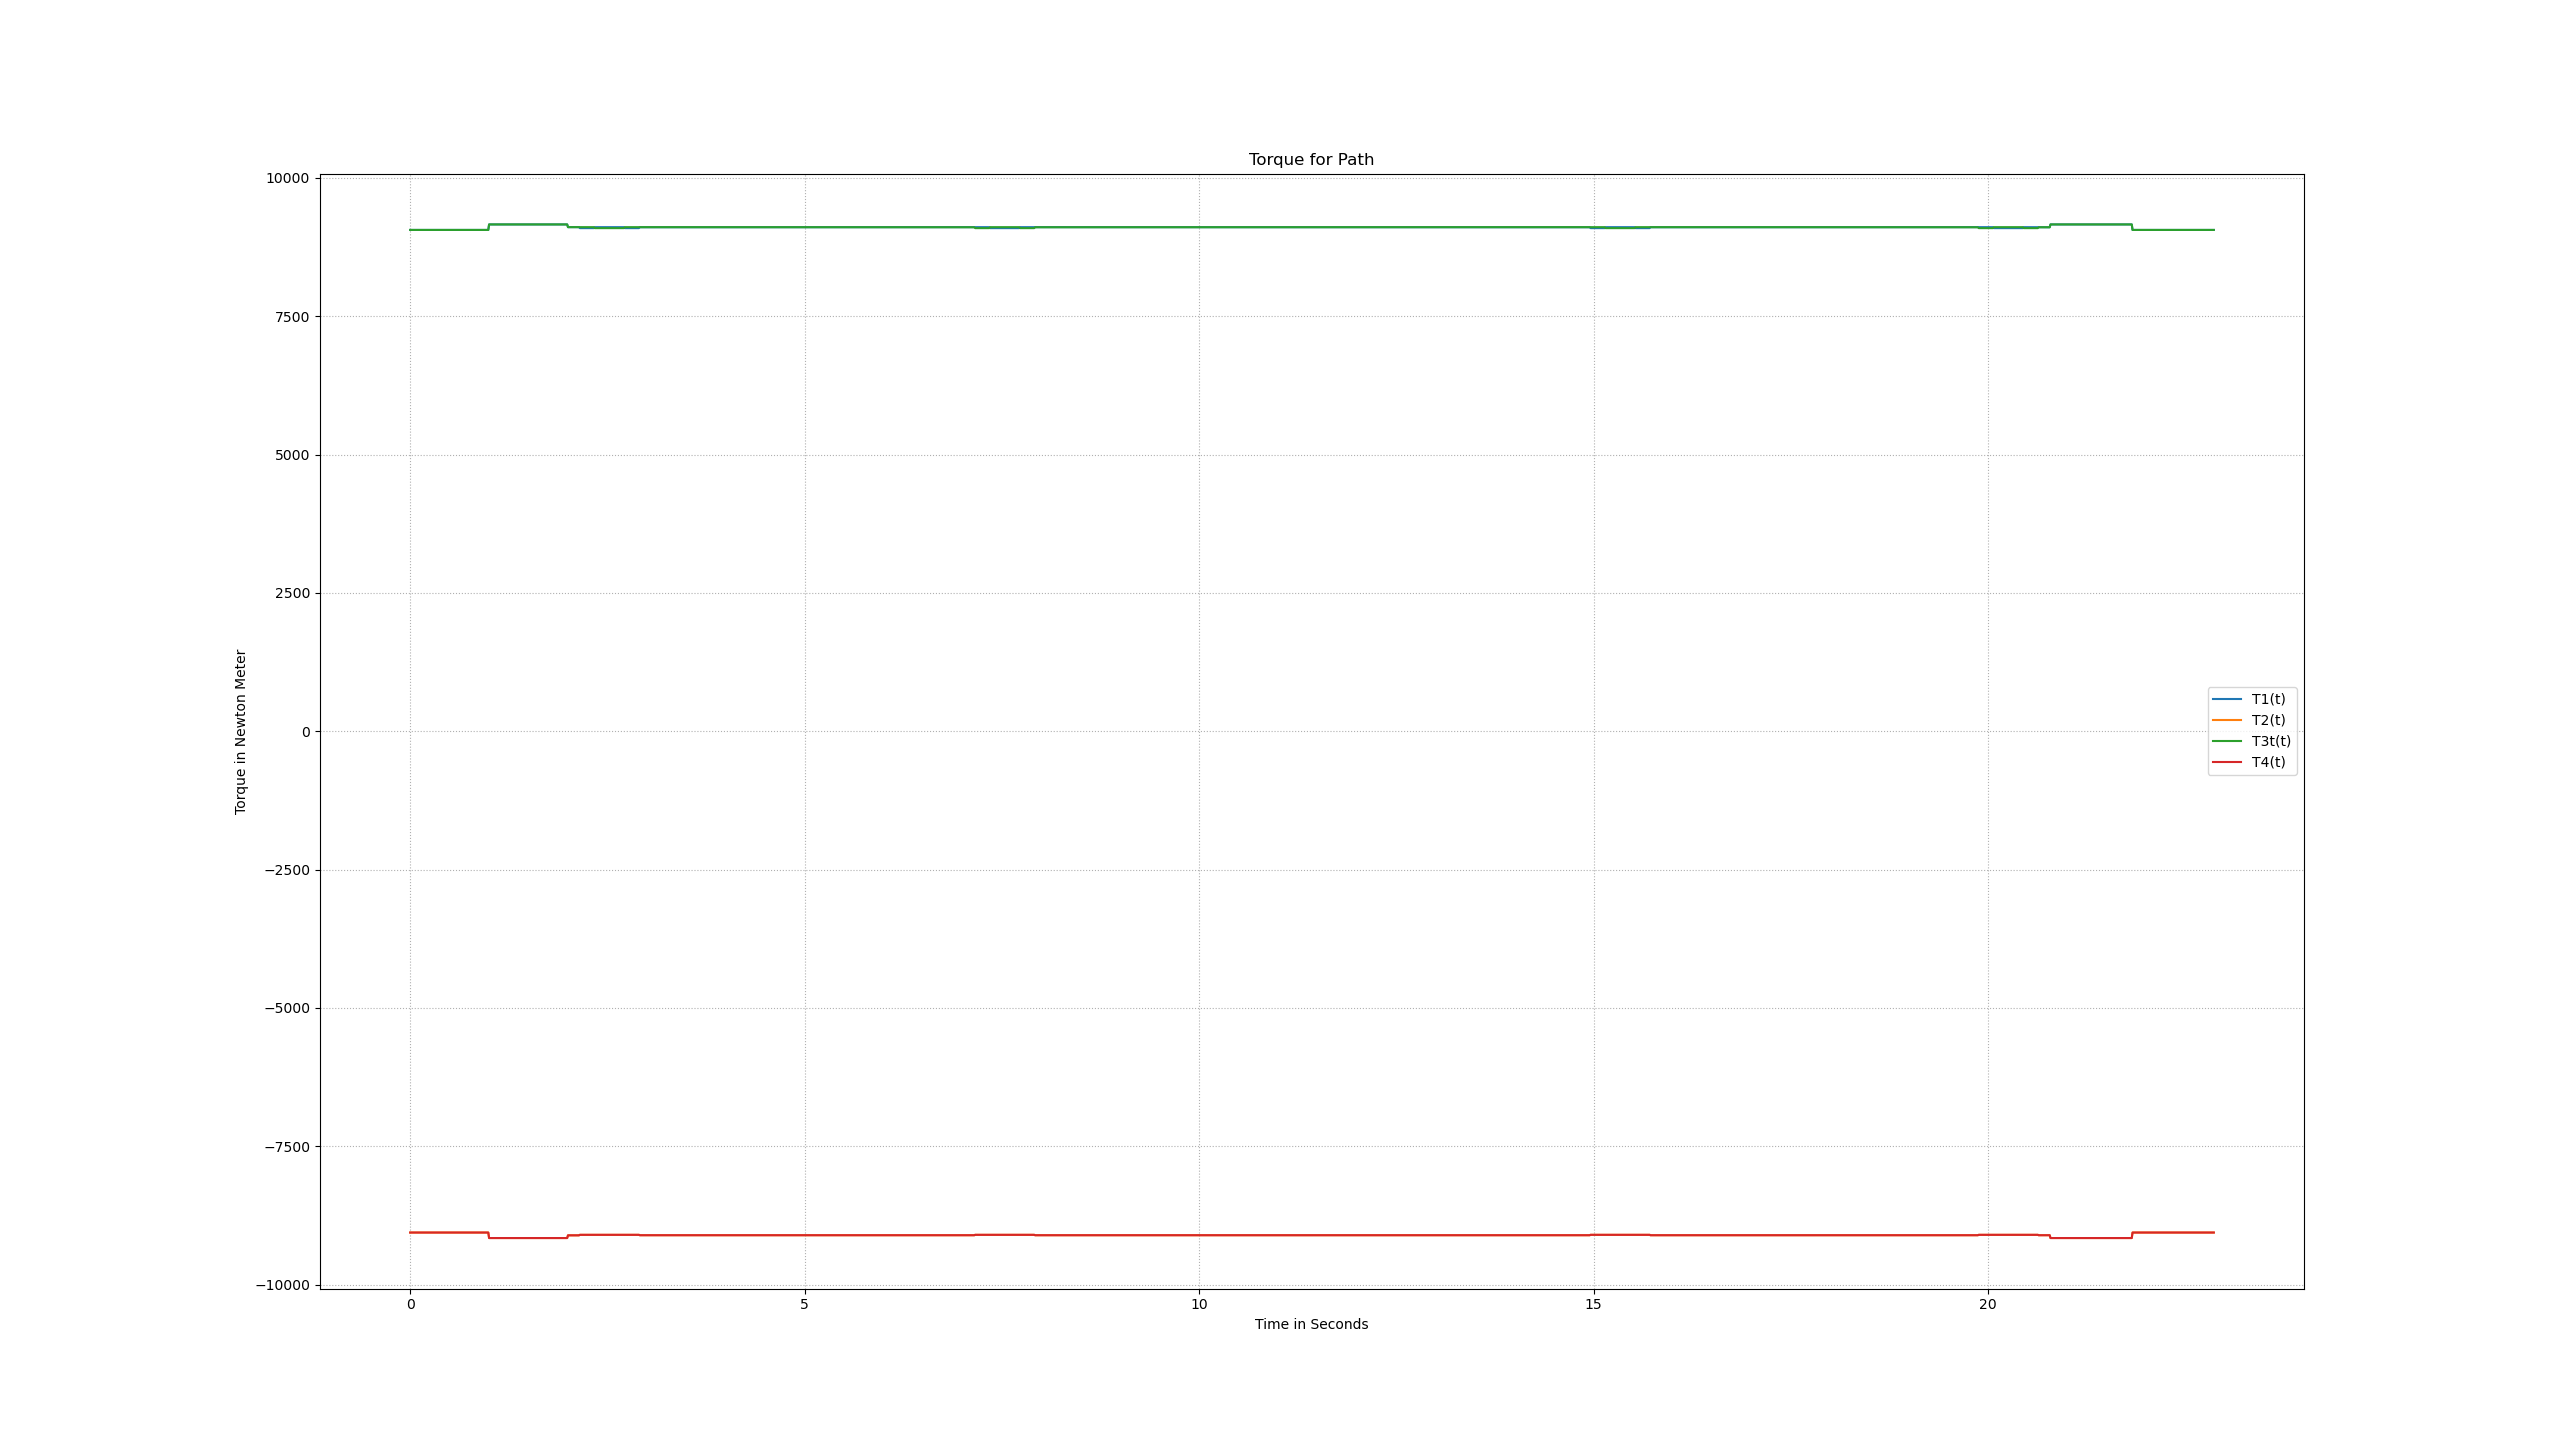 Torque for Path
10000
7500
5000
2500
0
−2500
−5000
−7500
−10000
Torque in Newton Meter
T1(t)
T2(t)
T3t(t)
T4(t)
0 5 10 15 20
Time in Seconds